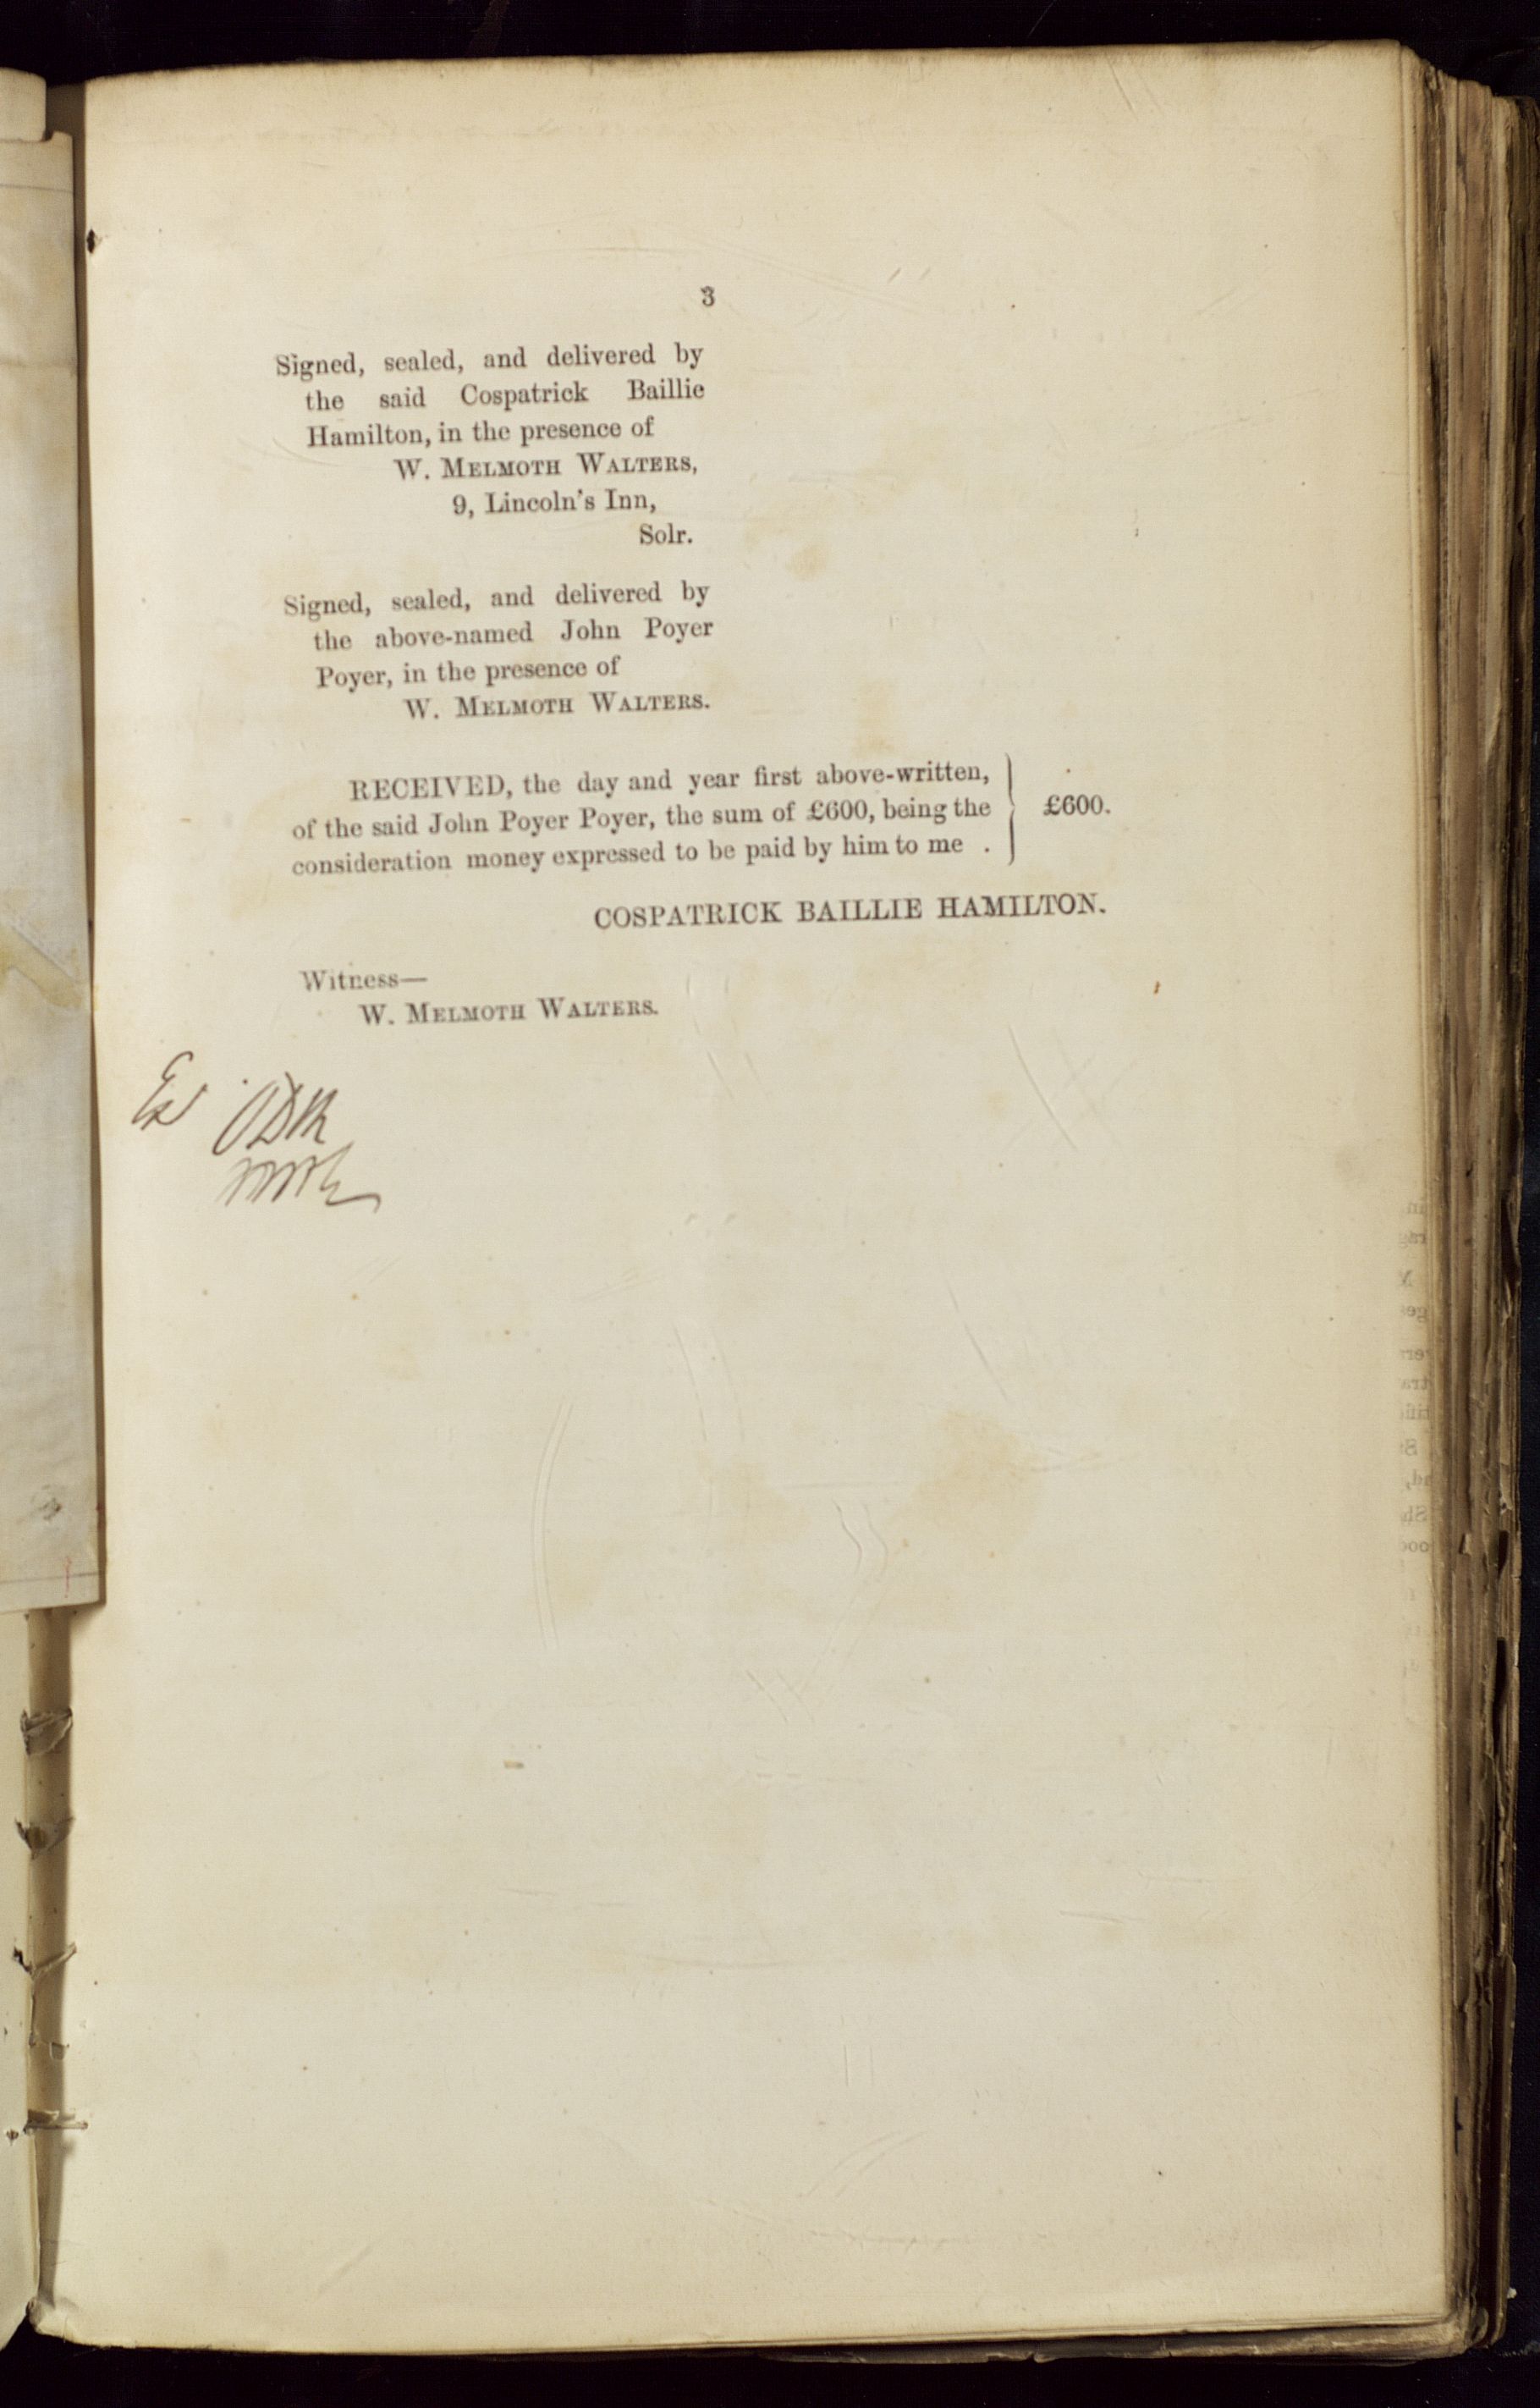 3
Signed, sealed, and delivered by
the said Cospatrick Baillie
Hamilton, in the presence of
W. MELMOTH WALTERS,
9, Lincoln's Inn,
Solr.
Signed, sealed, and delivered by
the above-named John Poyer
Poyer, in the presence of
W. MELMOTH WALTERS.
RECEIVED, the day and year first above-written,
of the said John Poyer Poyer, the sum of £600, being the
consideration money expressed to be paid by him to me .
£600.
COSPATRICK BAILLIE HAMILTON.
Witness—
W. MELMOTH WALTERS.